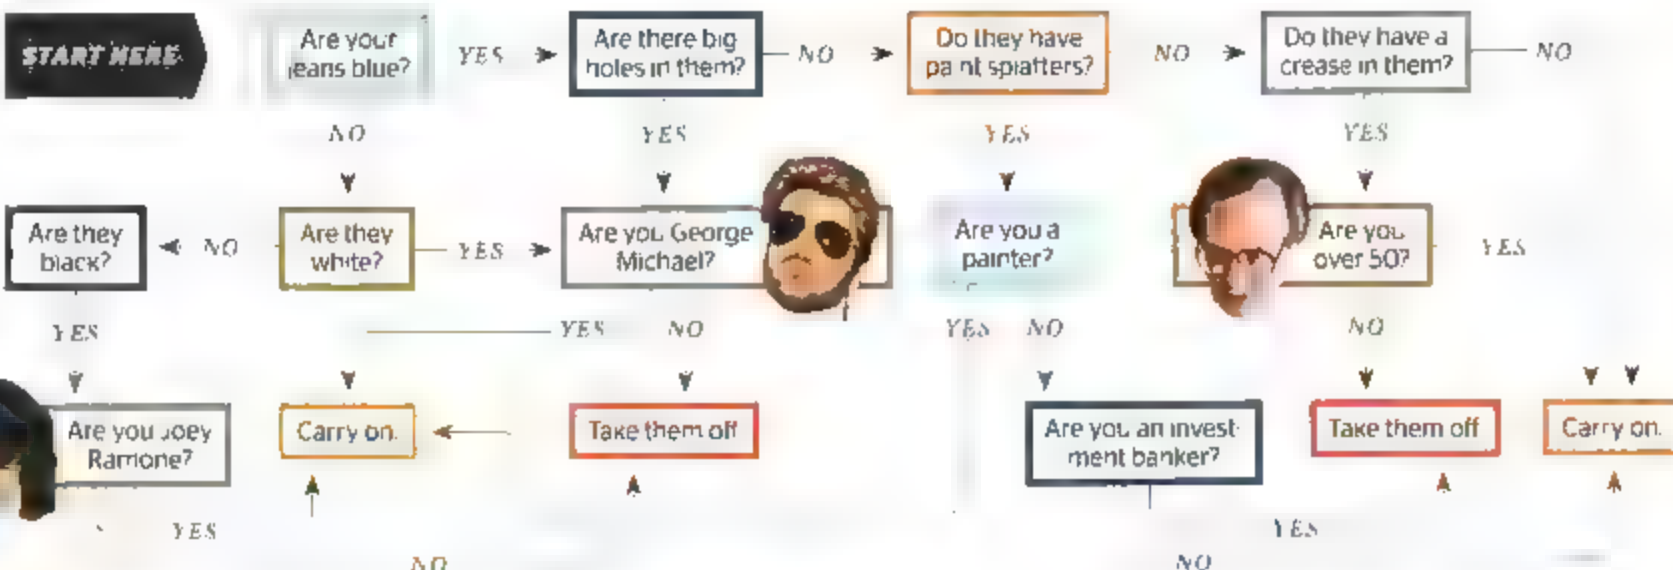 START HERE
Are your
jeans blue?
YES
Are there big
holes in them?
NO
Do they have
paint splatters?
NO
Do they have a
crease in them?
NO
NO
YES
YES
YES
Are they
black?
NO
Are they
white?
YES
Are you George
Michael?
Are you a
painter?
Are you
over 50?
YES
YES
YES
NO
YES
NO
NO
Are you Joey
Ramone?
Carry on.
Take them off
Are you an invest-
ment banker?
Take them off
Carry on.
YES
YES
NO
NO